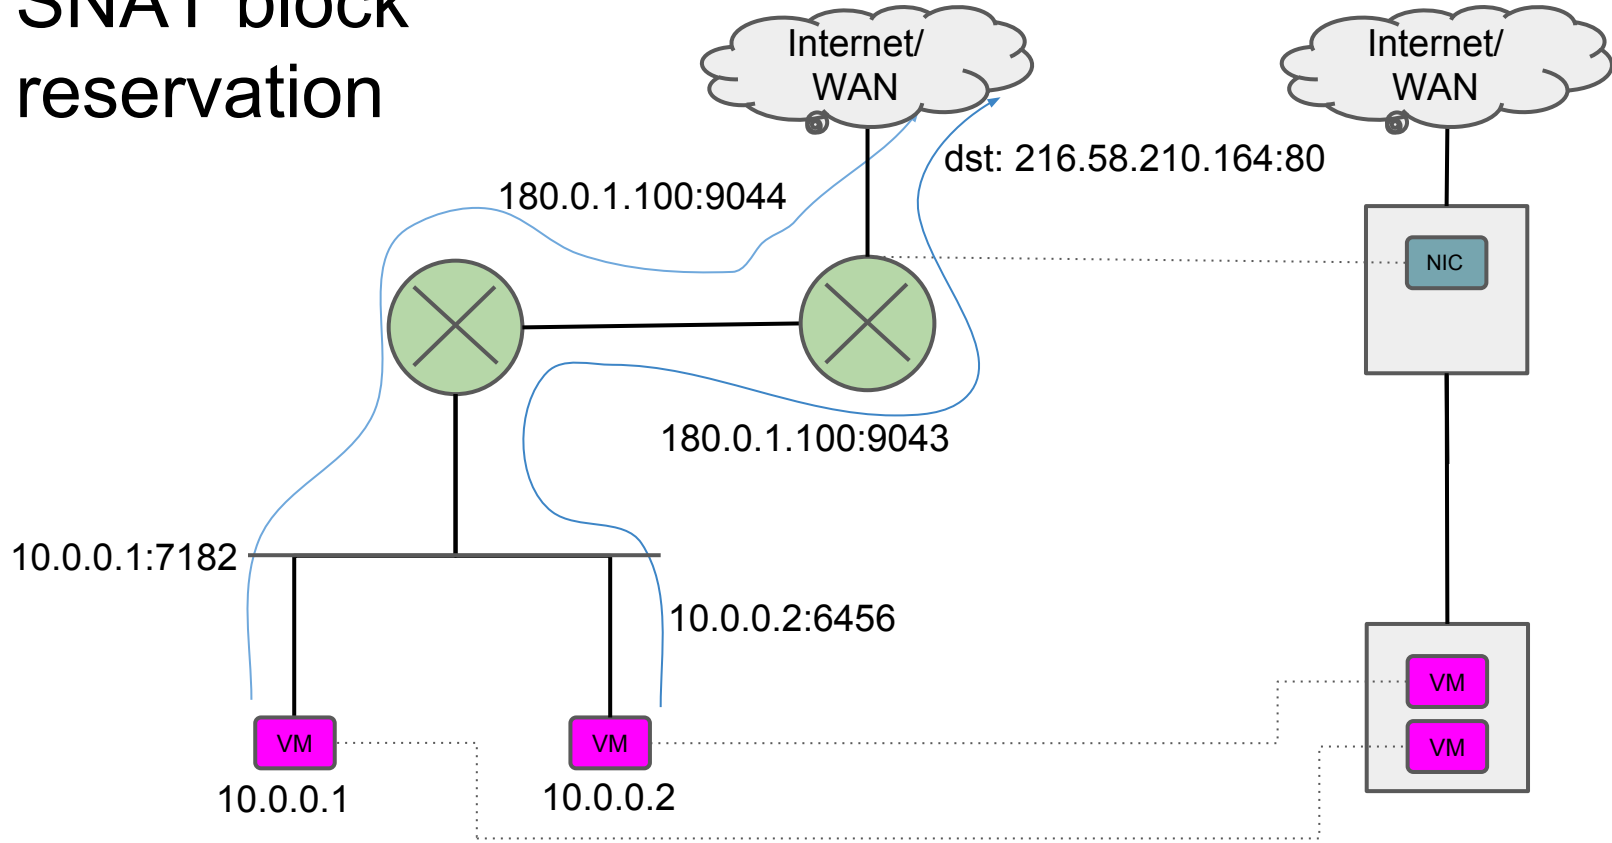 SNAT block
reservation
Internet/
WAN
Internet/
WAN
dst: 216.58.210.164:80
180.0.1.100:9044
NIC
180.0.1.100:9043
10.0.0.1:7182
10.0.0.2:6456
VM
VM
VM
VM
10.0.0.1
10.0.0.2